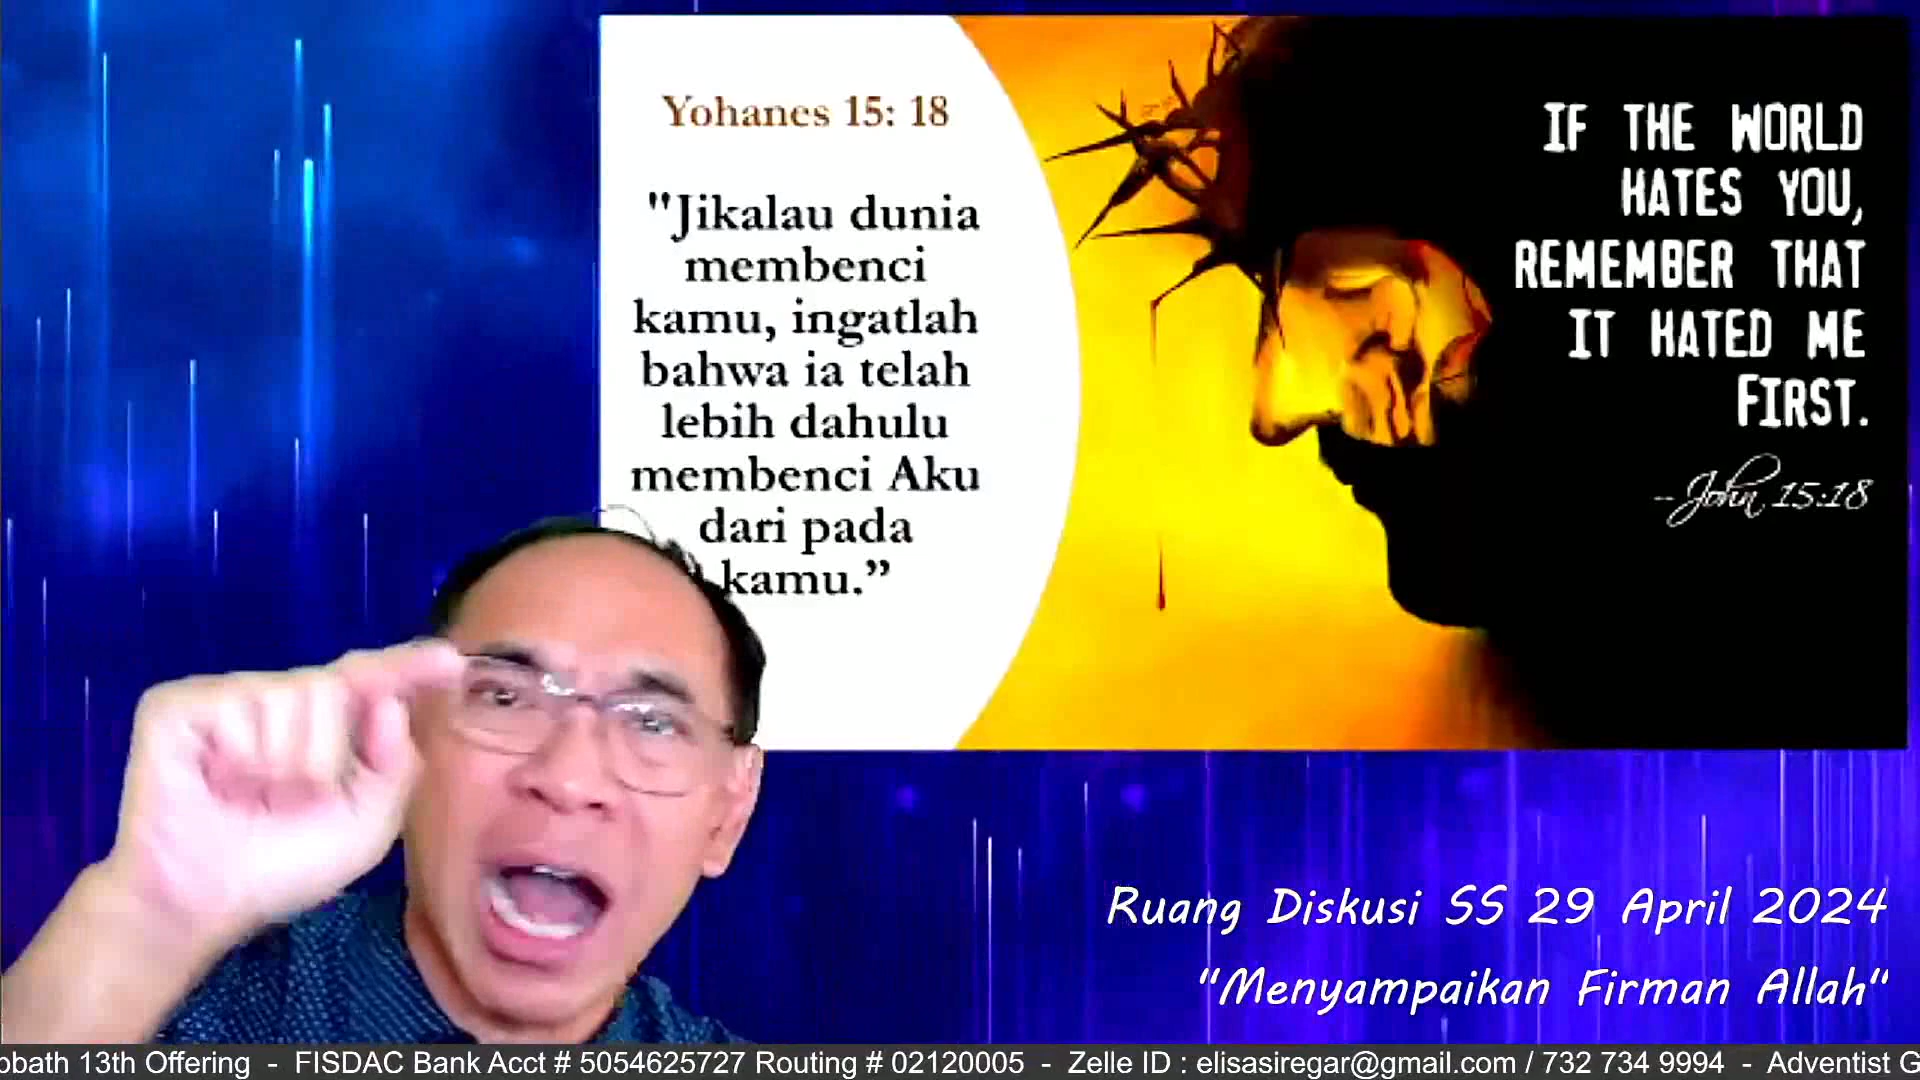 Yohanes 15: 18
"Jikalau dunia
membenci
kamu, ingatlah
bahwa ia telah
lebih dahulu
membenci Aku
dari pada
kamu.”
IF THE WORLD
HATES YOU,
REMEMBER THAT
IT HATED ME
FIRST.
--John 15:18
Ruang Diskusi SS 29 April 2024
"Menyampaikan Firman Allah"
bbath 13th Offering - FISDAC Bank Acct # 5054625727 Routing # 02120005 - Zelle ID : elisasiregar@gmail.com / 732 734 9994 - Adventist G